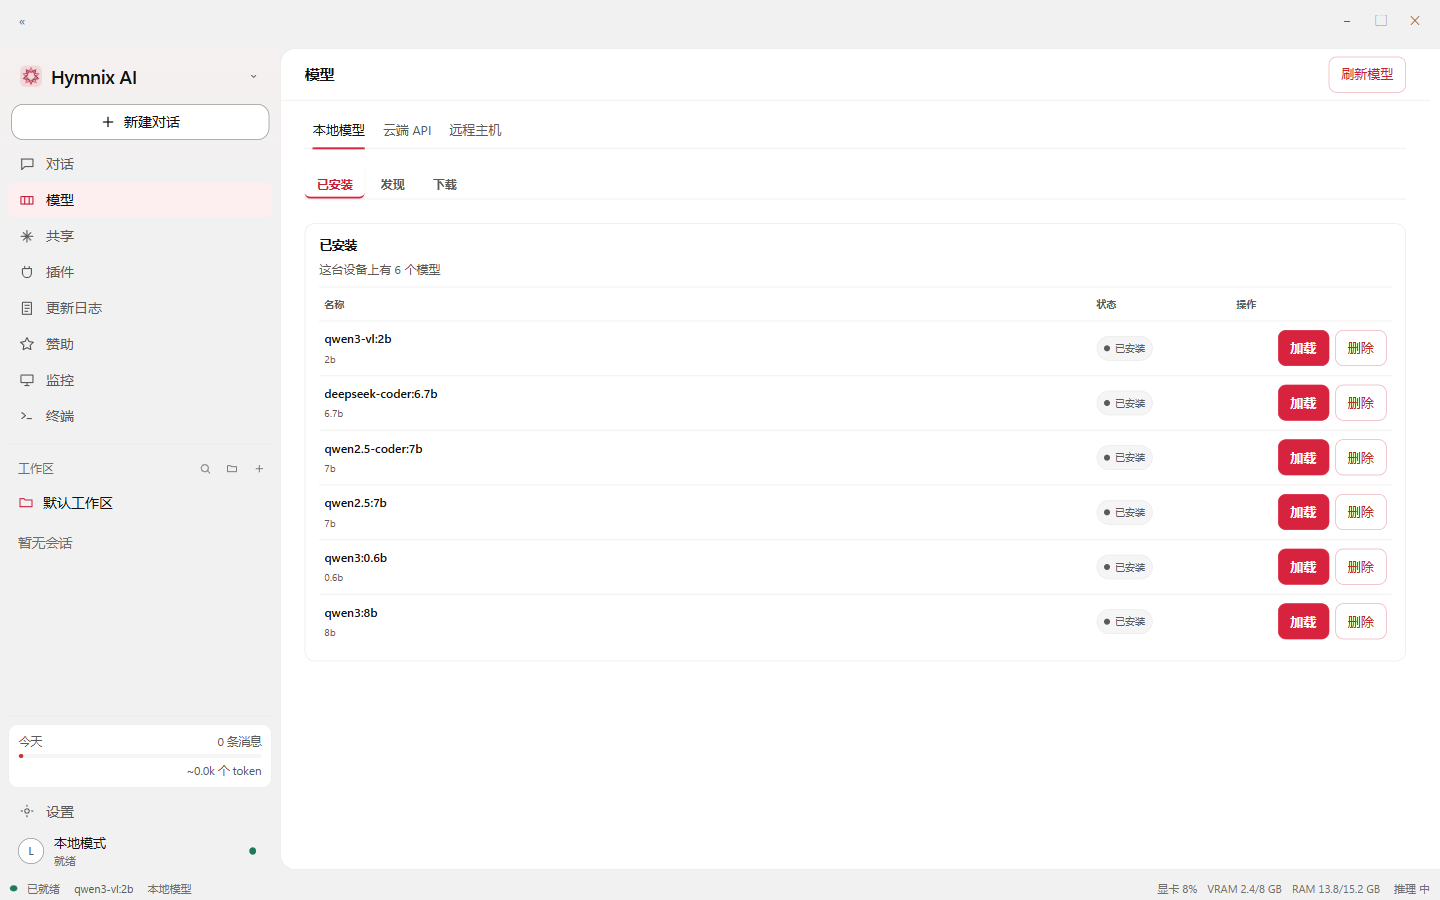 «
Hymnix AI
新建对话
对话
模型
共享
插件
更新日志
赞助
监控
终端
工作区
默认工作区
暂无会话
今天 0 条消息
~0.0k 个 token
设置
L
本地模式
就绪
模型
刷新模型
本地模型 云端 API 远程主机
已安装 发现 下载
已安装
这台设备上有 6 个模型
名称 状态 操作
qwen3-vl:2b
2b
已安装 加载 删除
deepseek-coder:6.7b
6.7b
已安装 加载 删除
qwen2.5-coder:7b
7b
已安装 加载 删除
qwen2.5:7b
7b
已安装 加载 删除
qwen3:0.6b
0.6b
已安装 加载 删除
qwen3:8b
8b
已安装 加载 删除
已就绪 qwen3-vl:2b 本地模型 显卡 8% VRAM 2.4/8 GB RAM 13.8/15.2 GB 推理 中